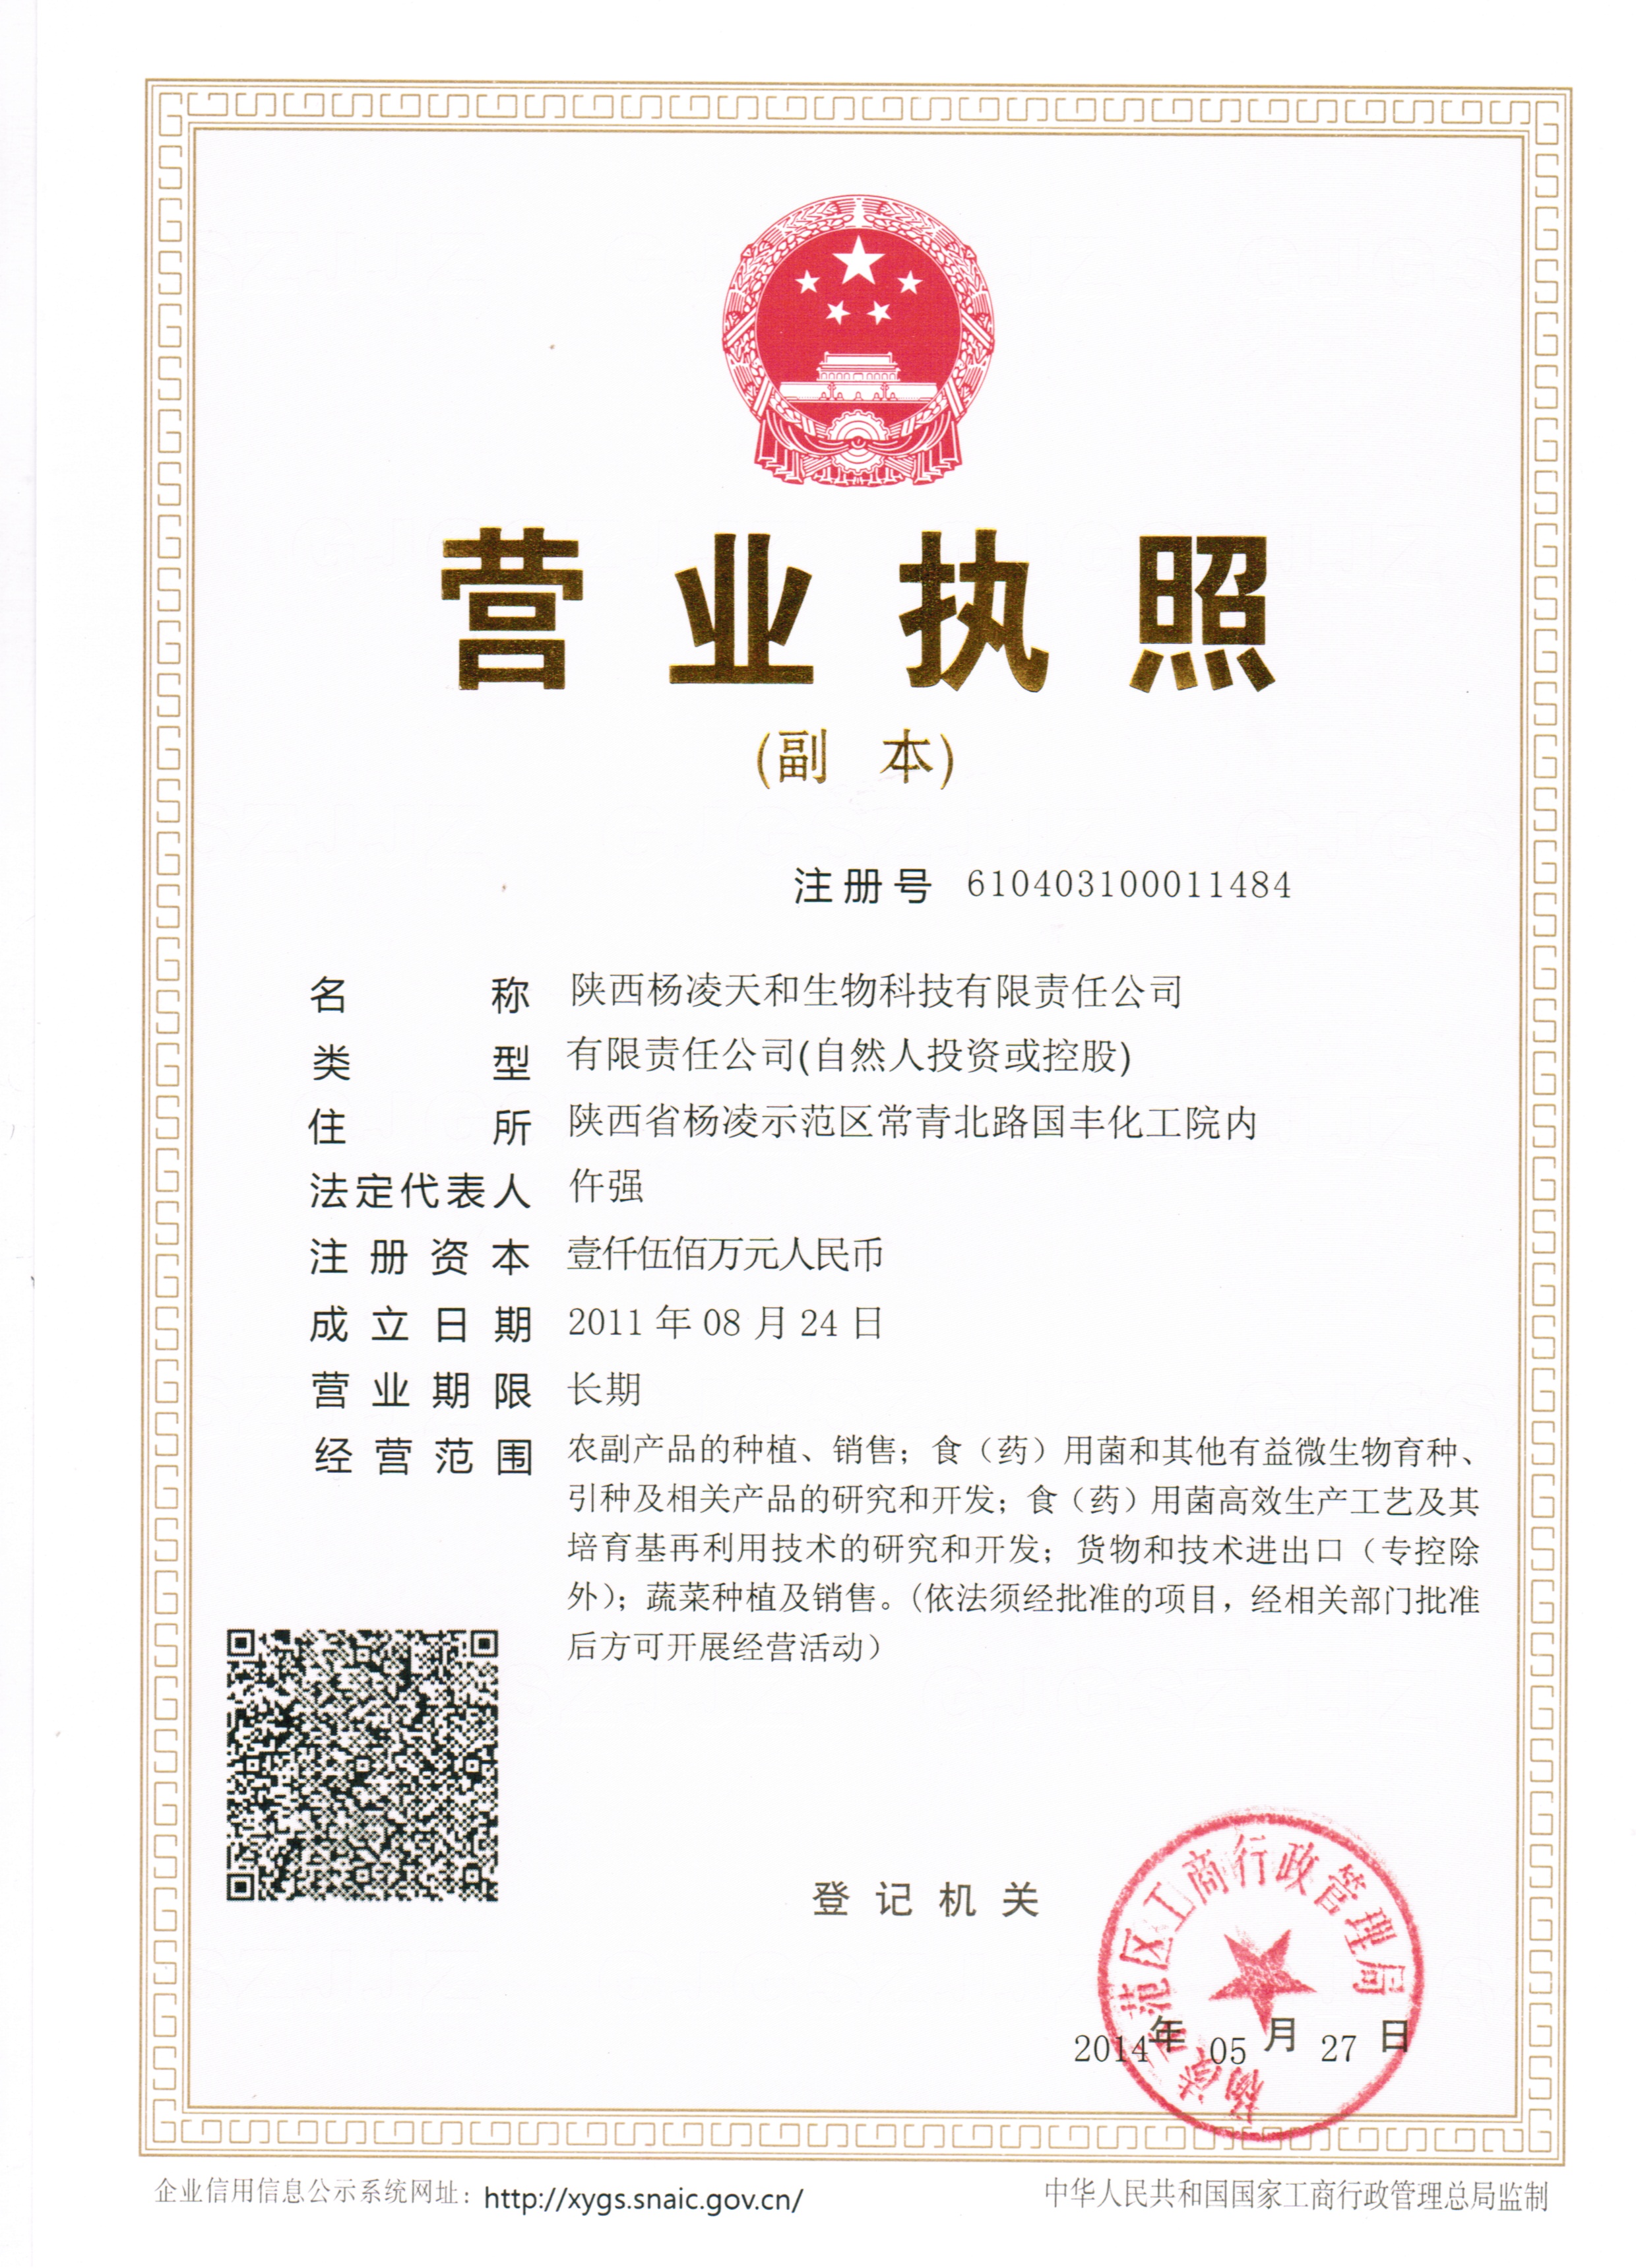 营业执照
(副 本)
注册号 610403100011484
名称 陕西杨凌天和生物科技有限责任公司
类型 有限责任公司(自然人投资或控股)
住所 陕西省杨凌示范区常青北路国丰化工院内
法定代表人 仵强
注册资本 壹仟伍佰万元人民币
成立日期 2011 年 08 月 24 日
营业期限 长期
经营范围 农副产品的种植、销售；食（药）用菌和其他有益微生物育种、
引种及相关产品的研究和开发；食（药）用菌高效生产工艺及其
培育基再利用技术的研究和开发；货物和技术进出口（专控除
外）；蔬菜种植及销售。（依法须经批准的项目，经相关部门批准
后方可开展经营活动）
登记机关
杨凌示范区工商行政管理局
2014年 05 月 27 日
企业信用信息公示系统网址：http://xygs.snaic.gov.cn/
中华人民共和国国家工商行政管理总局监制